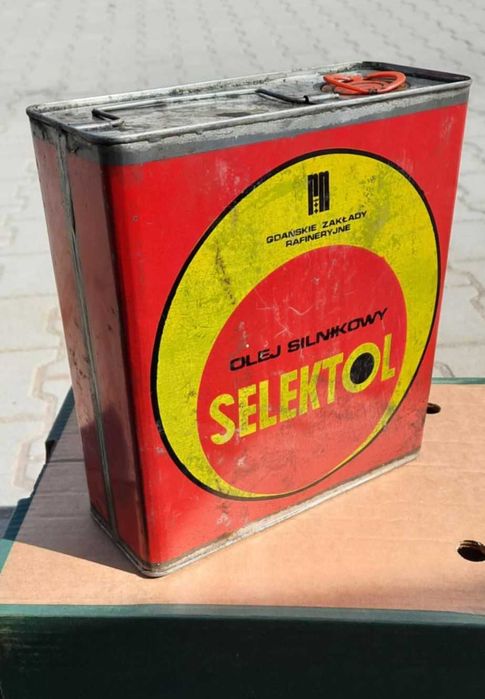 GDAŃSKIE ZAKŁADY
RAFINERYJNE
OLEJ SILNIKOWY
SELEKTOL